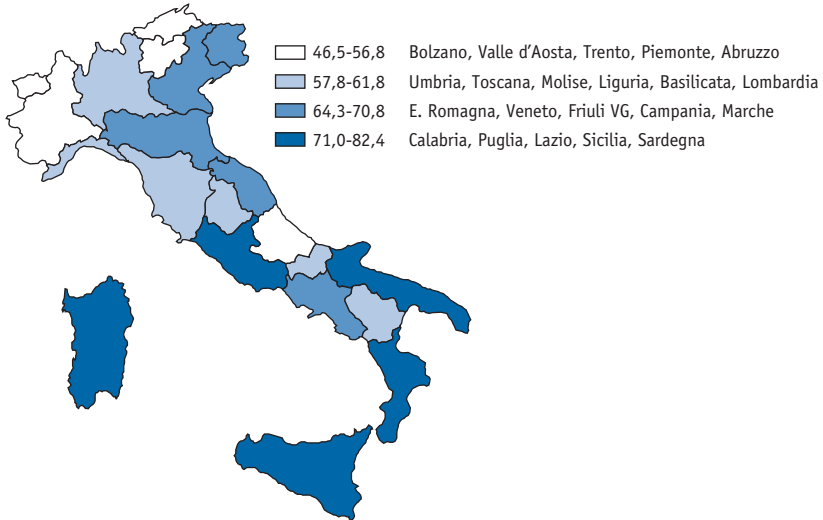 46,5-56,8 Bolzano, Valle d'Aosta, Trento, Piemonte, Abruzzo
57,8-61,8 Umbria, Toscana, Molise, Liguria, Basilicata, Lombardia
64,3-70,8 E. Romagna, Veneto, Friuli VG, Campania, Marche
71,0-82,4 Calabria, Puglia, Lazio, Sicilia, Sardegna